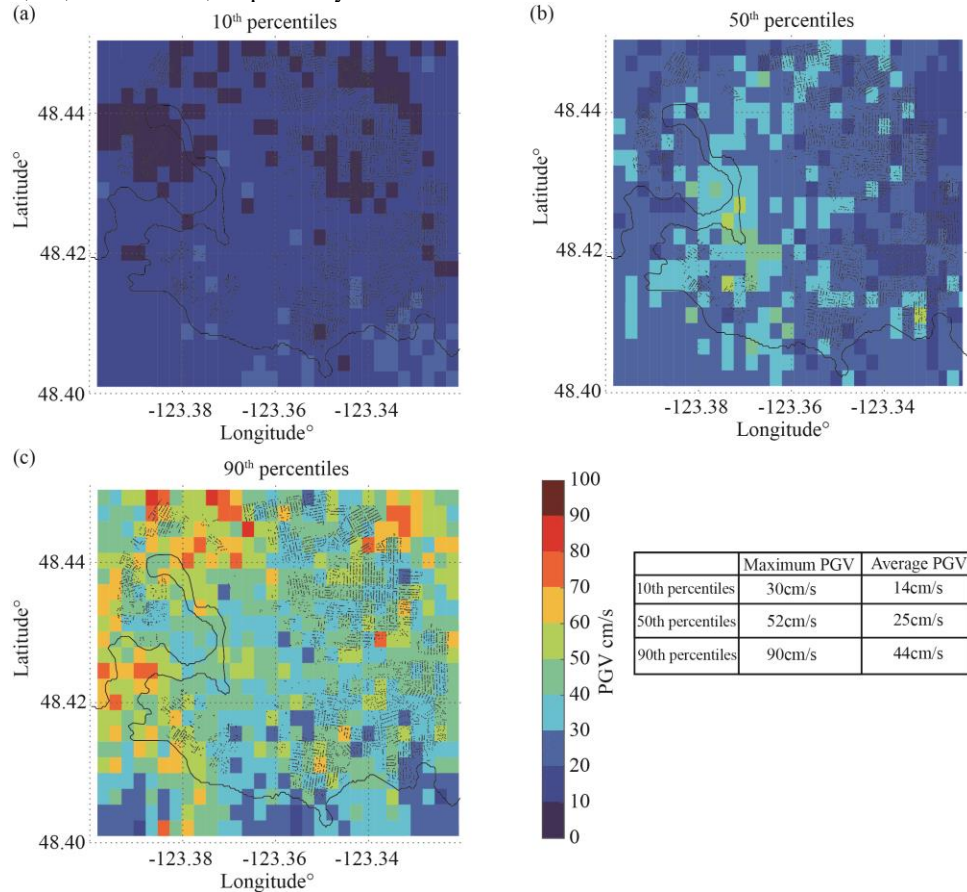 (a)
10th percentiles
48.44
48.42
48.40
Latitude°
-123.38
-123.36
-123.34
Longitude°
(b)
50th percentiles
48.44
48.42
48.40
Latitude°
-123.38
-123.36
-123.34
Longitude°
(c)
90th percentiles
48.44
48.42
48.40
Latitude°
-123.38
-123.36
-123.34
Longitude°
100
90
80
70
60
50
40
30
20
10
0
PGV cm/s
Maximum PGV Average PGV
10th percentiles 30cm/s 14cm/s
50th percentiles 52cm/s 25cm/s
90th percentiles 90cm/s 44cm/s